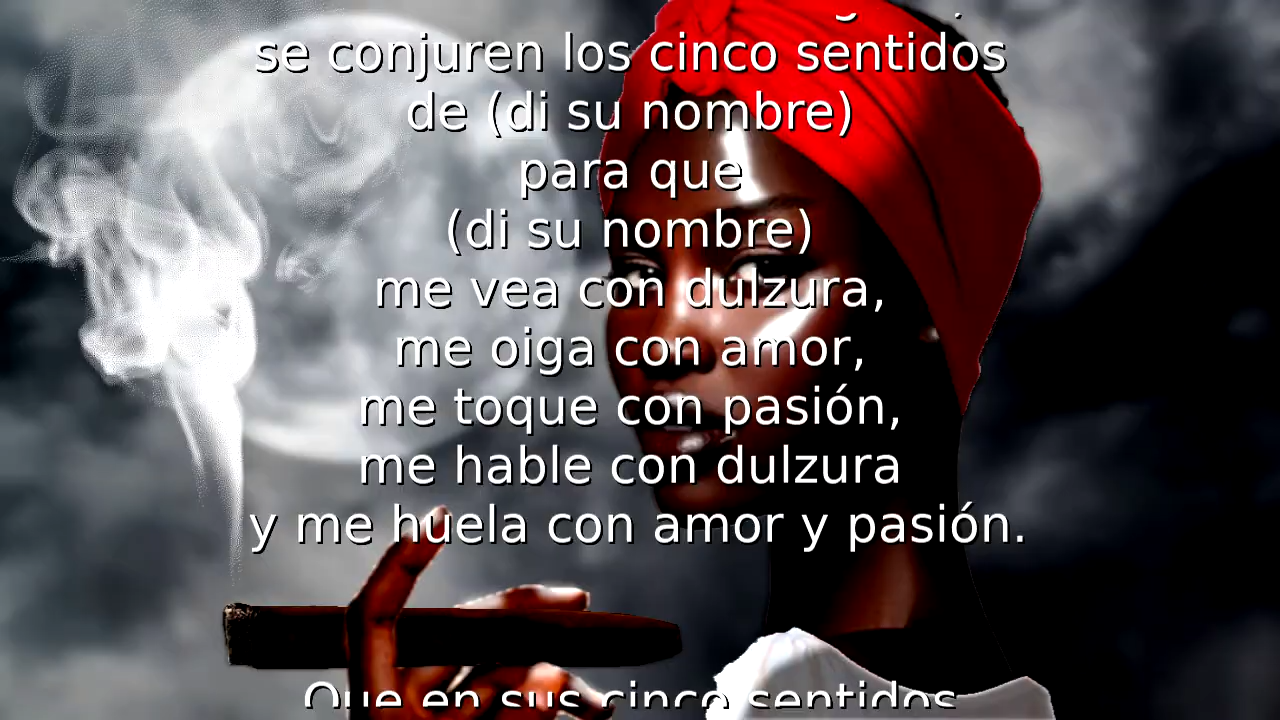 se conjuren los cinco sentidos
de (di su nombre)
para que
(di su nombre)
me vea con dulzura,
me oiga con amor,
me toque con pasión,
me hable con dulzura
y me huela con amor y pasión.
Que en sus cinco sentidos